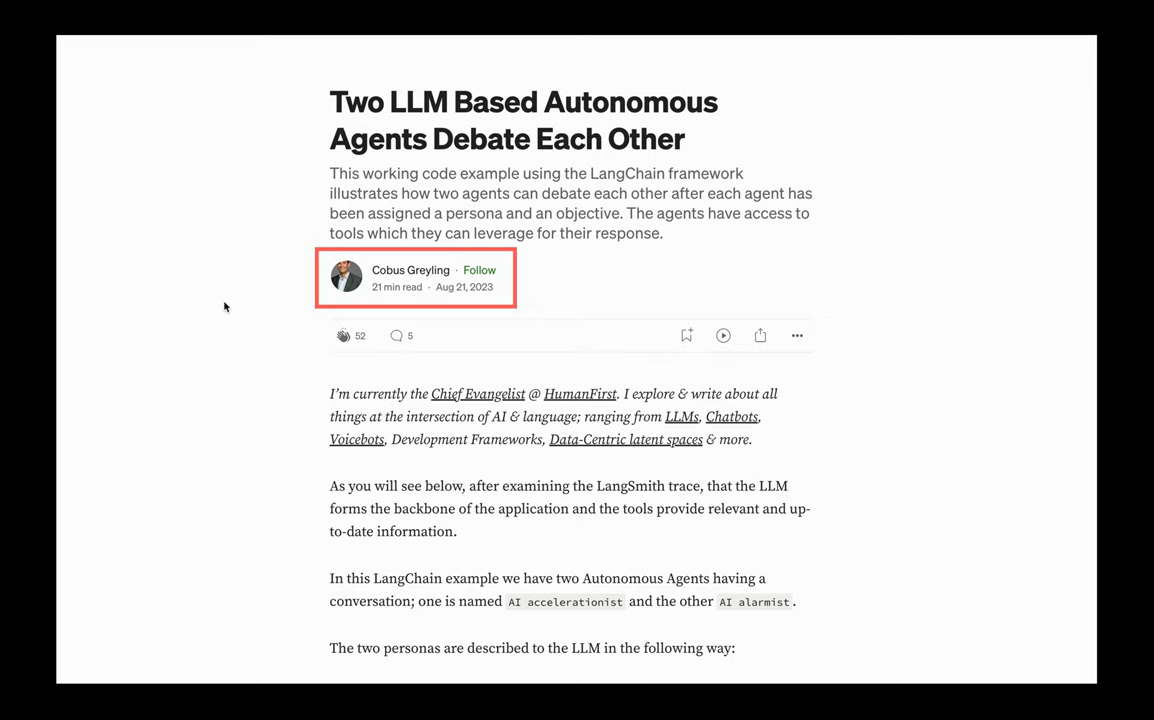 Two LLM Based Autonomous
Agents Debate Each Other
This working code example using the LangChain framework
illustrates how two agents can debate each other after each agent has
been assigned a persona and an objective. The agents have access to
tools which they can leverage for their response.
Cobus Greyling · Follow
21 min read · Aug 21, 2023
52 5
I’m currently the Chief Evangelist @ HumanFirst. I explore & write about all
things at the intersection of AI & language; ranging from LLMs, Chatbots,
Voicebots, Development Frameworks, Data-Centric latent spaces & more.
As you will see below, after examining the LangSmith trace, that the LLM
forms the backbone of the application and the tools provide relevant and up-
to-date information.
In this LangChain example we have two Autonomous Agents having a
conversation; one is named AI accelerationist and the other AI alarmist.
The two personas are described to the LLM in the following way: